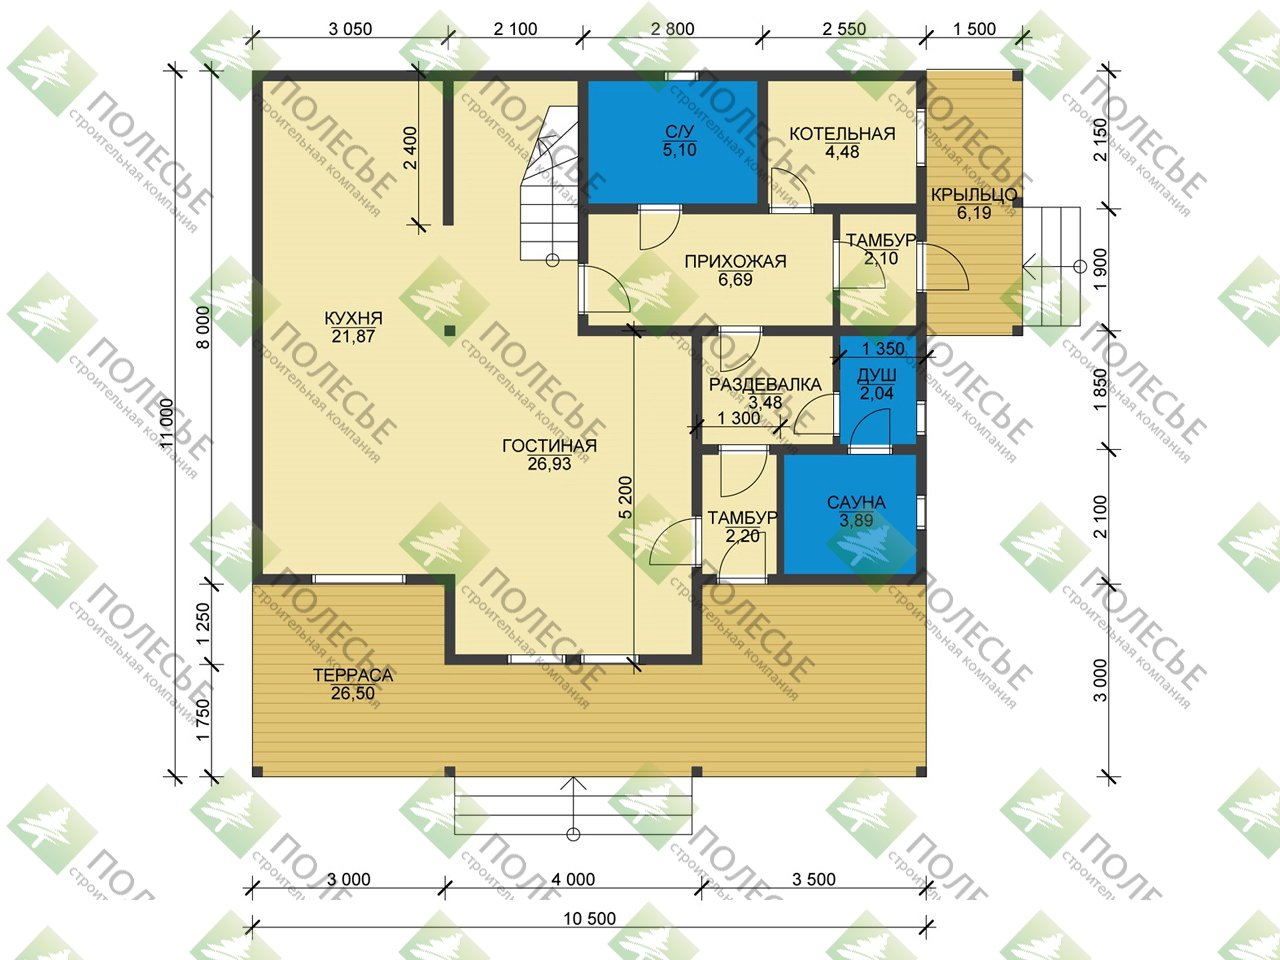 3 050
2 100
2 800
2 550
1 500
2 400
С/У
5,10
КОТЕЛЬНАЯ
4,48
2 150
КРЫЛЬЦО
6,19
ТАМБУР
2,10
ПРИХОЖАЯ
6,69
1 900
КУХНЯ
21,87
8 000
11 000
1 350
ДУШ
2,04
РАЗДЕВАЛКА
3,48
1 300
1 850
ГОСТИНАЯ
26,93
5 200
САУНА
3,89
ТАМБУР
2,20
2 100
1 250
ТЕРРАСА
26,50
1 750
3 000
3 000
4 000
3 500
10 500
ПОЛЕСЬЕ
строительная компания